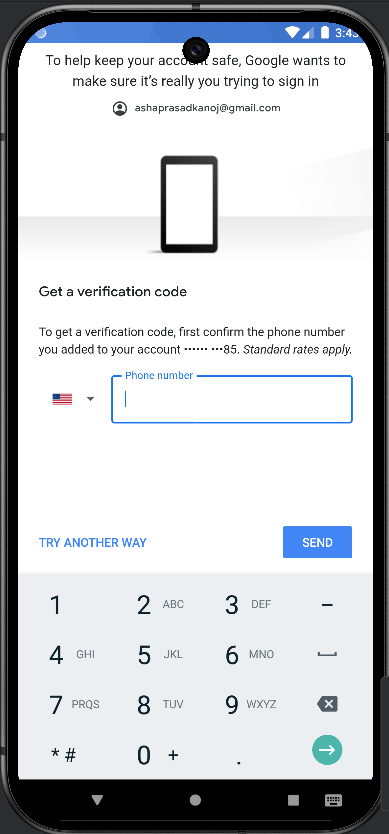 3:43
To help keep your account safe, Google wants to
make sure it's really you trying to sign in
ashaprasadkanoj@gmail.com
Get a verification code
To get a verification code, first confirm the phone number
you added to your account •••••• •••85. Standard rates apply.
Phone number
TRY ANOTHER WAY
SEND
1
2 ABC
3 DEF
–
4 GHI
5 JKL
6 MNO
7 PRQS
8 TUV
9 WXYZ
* #
0 +
.